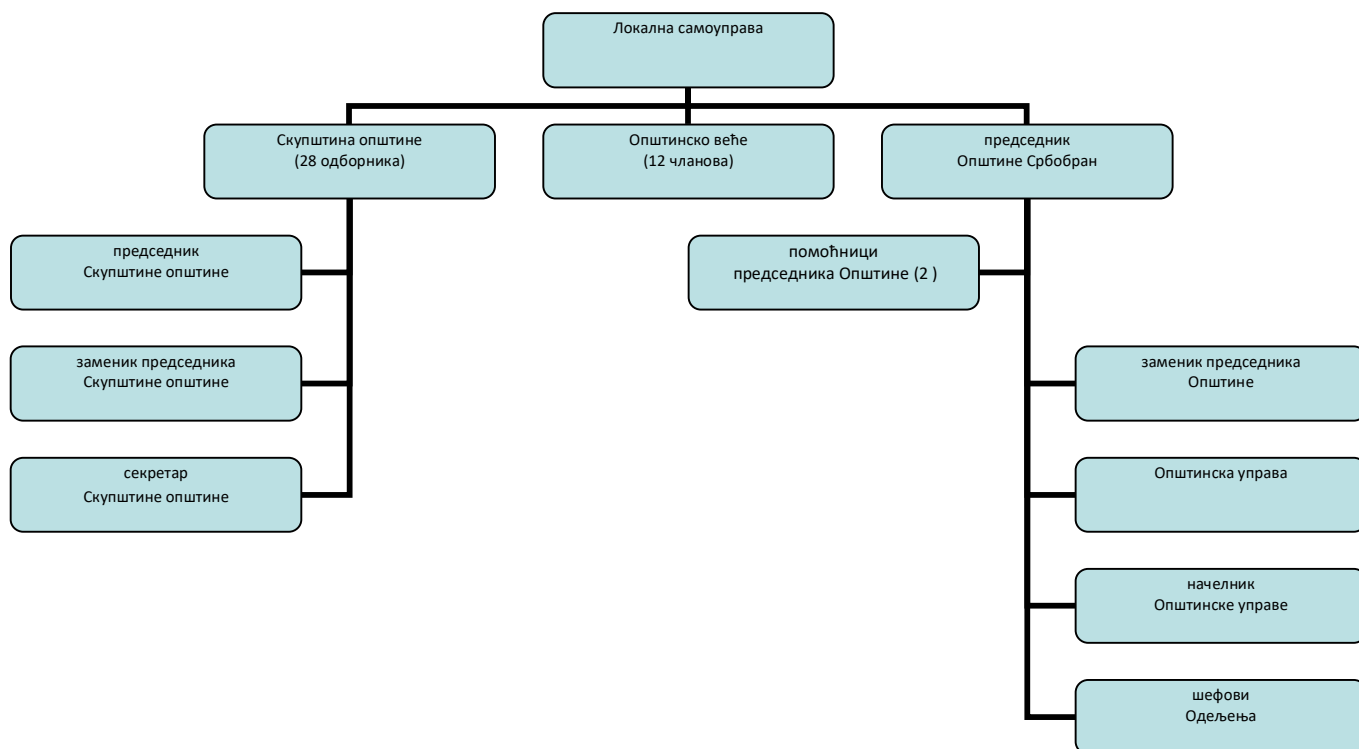 Локална самоуправа
Скупштина општине
(28 одборника)
Општинско веће
(12 чланова)
председник
Општине Србобран
председник
Скупштине општине
помоћници
председника Општине (2 )
заменик председника
Скупштине општине
заменик председника
Општине
секретар
Скупштине општине
Општинска управа
начелник
Општинске управе
шефови
Одељења